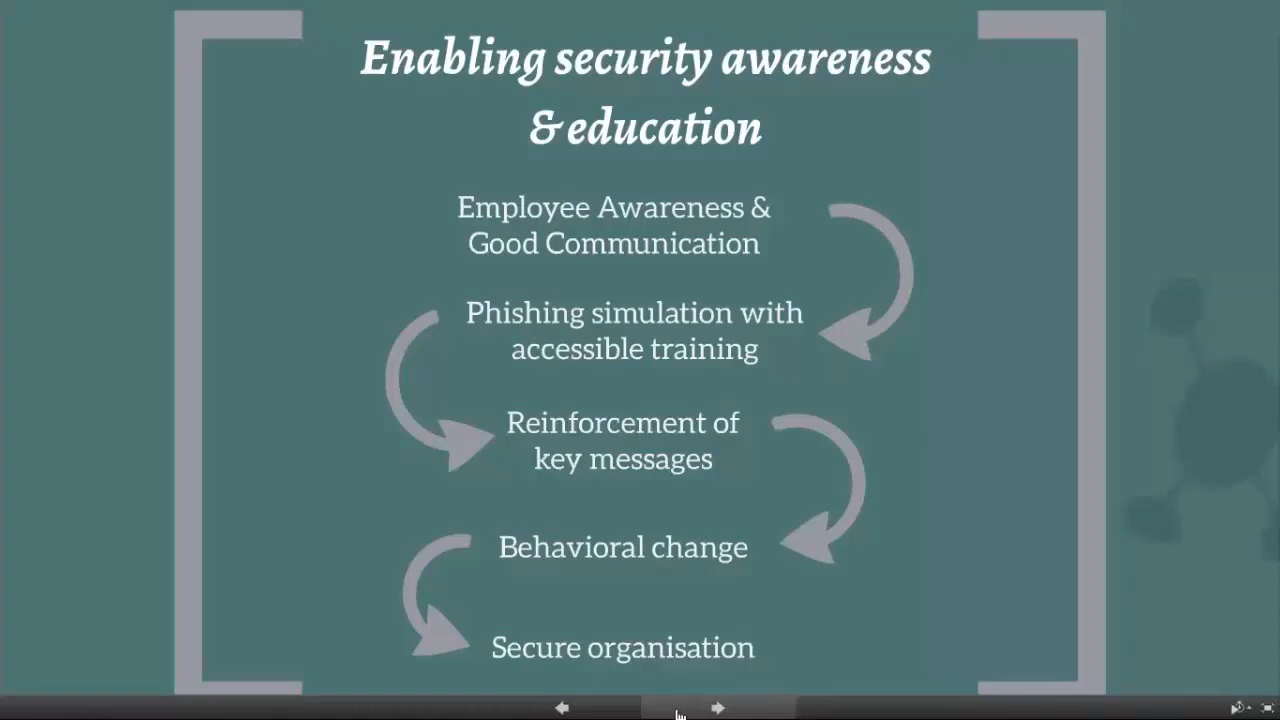 Enabling security awareness
& education
Employee Awareness &
Good Communication
Phishing simulation with
accessible training
Reinforcement of
key messages
Behavioral change
Secure organisation